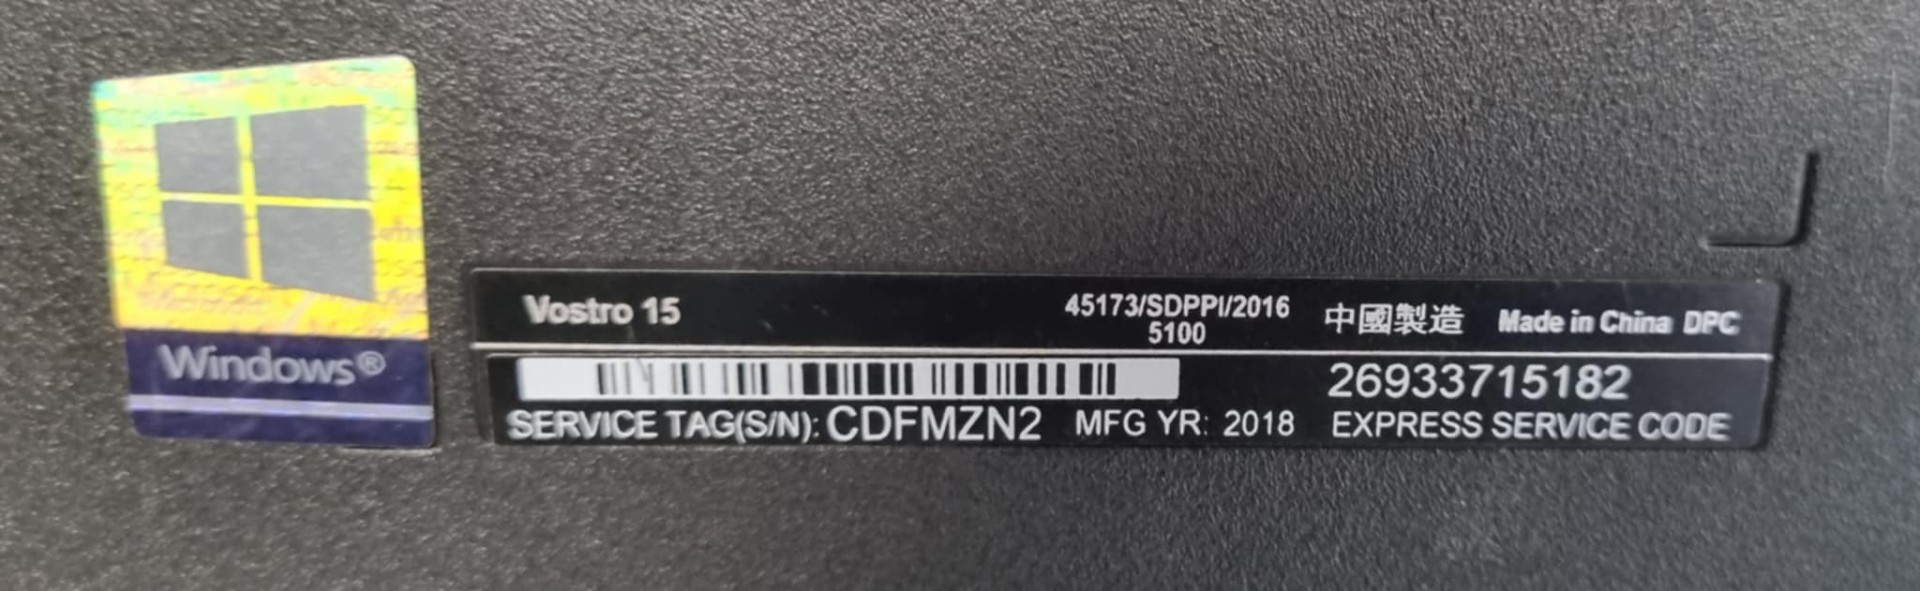 Windows®
Vostro 15
45173/SDPPI/2016
5100
中國製造 Made in China DPC
26933715182
SERVICE TAG(S/N): CDFMZN2 MFG YR: 2018 EXPRESS SERVICE CODE